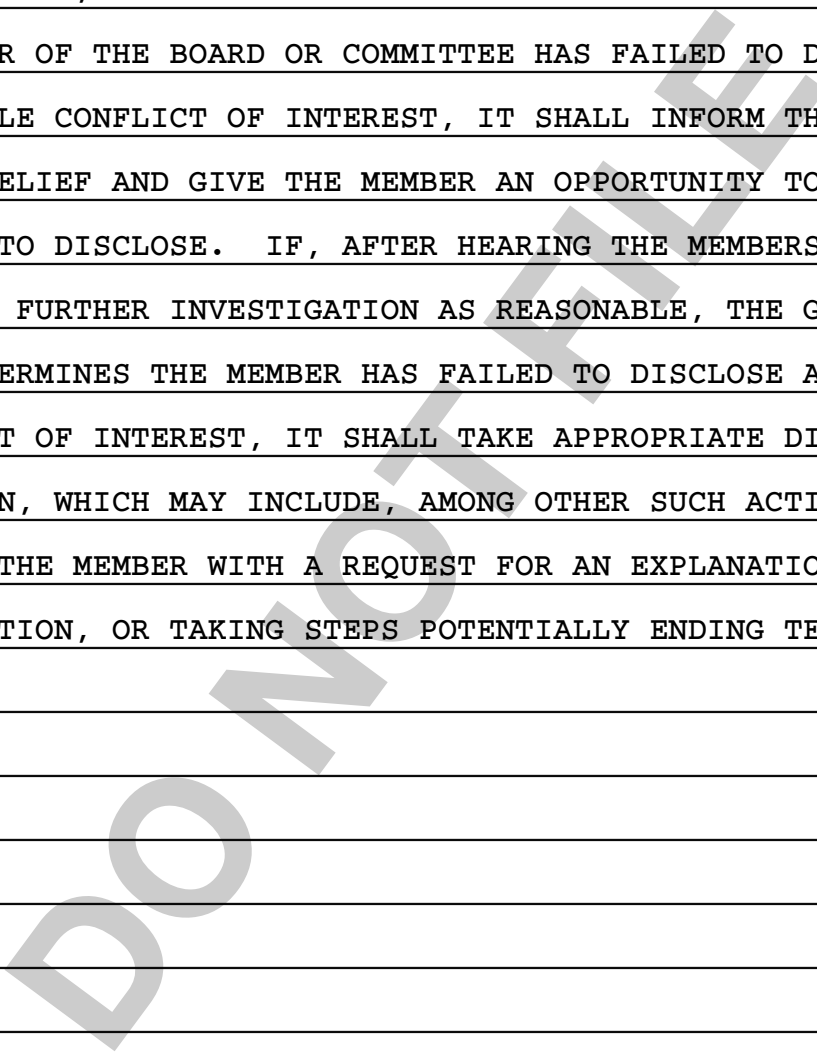 R OF THE BOARD OR COMMITTEE HAS FAILED TO D
LE CONFLICT OF INTEREST, IT SHALL INFORM TH
ELIEF AND GIVE THE MEMBER AN OPPORTUNITY TO
TO DISCLOSE. IF, AFTER HEARING THE MEMBERS
FURTHER INVESTIGATION AS REASONABLE, THE G
ERMINES THE MEMBER HAS FAILED TO DISCLOSE A
T OF INTEREST, IT SHALL TAKE APPROPRIATE DI
N, WHICH MAY INCLUDE, AMONG OTHER SUCH ACTI
THE MEMBER WITH A REQUEST FOR AN EXPLANATIO
TION, OR TAKING STEPS POTENTIALLY ENDING TE
DO NOT FILE